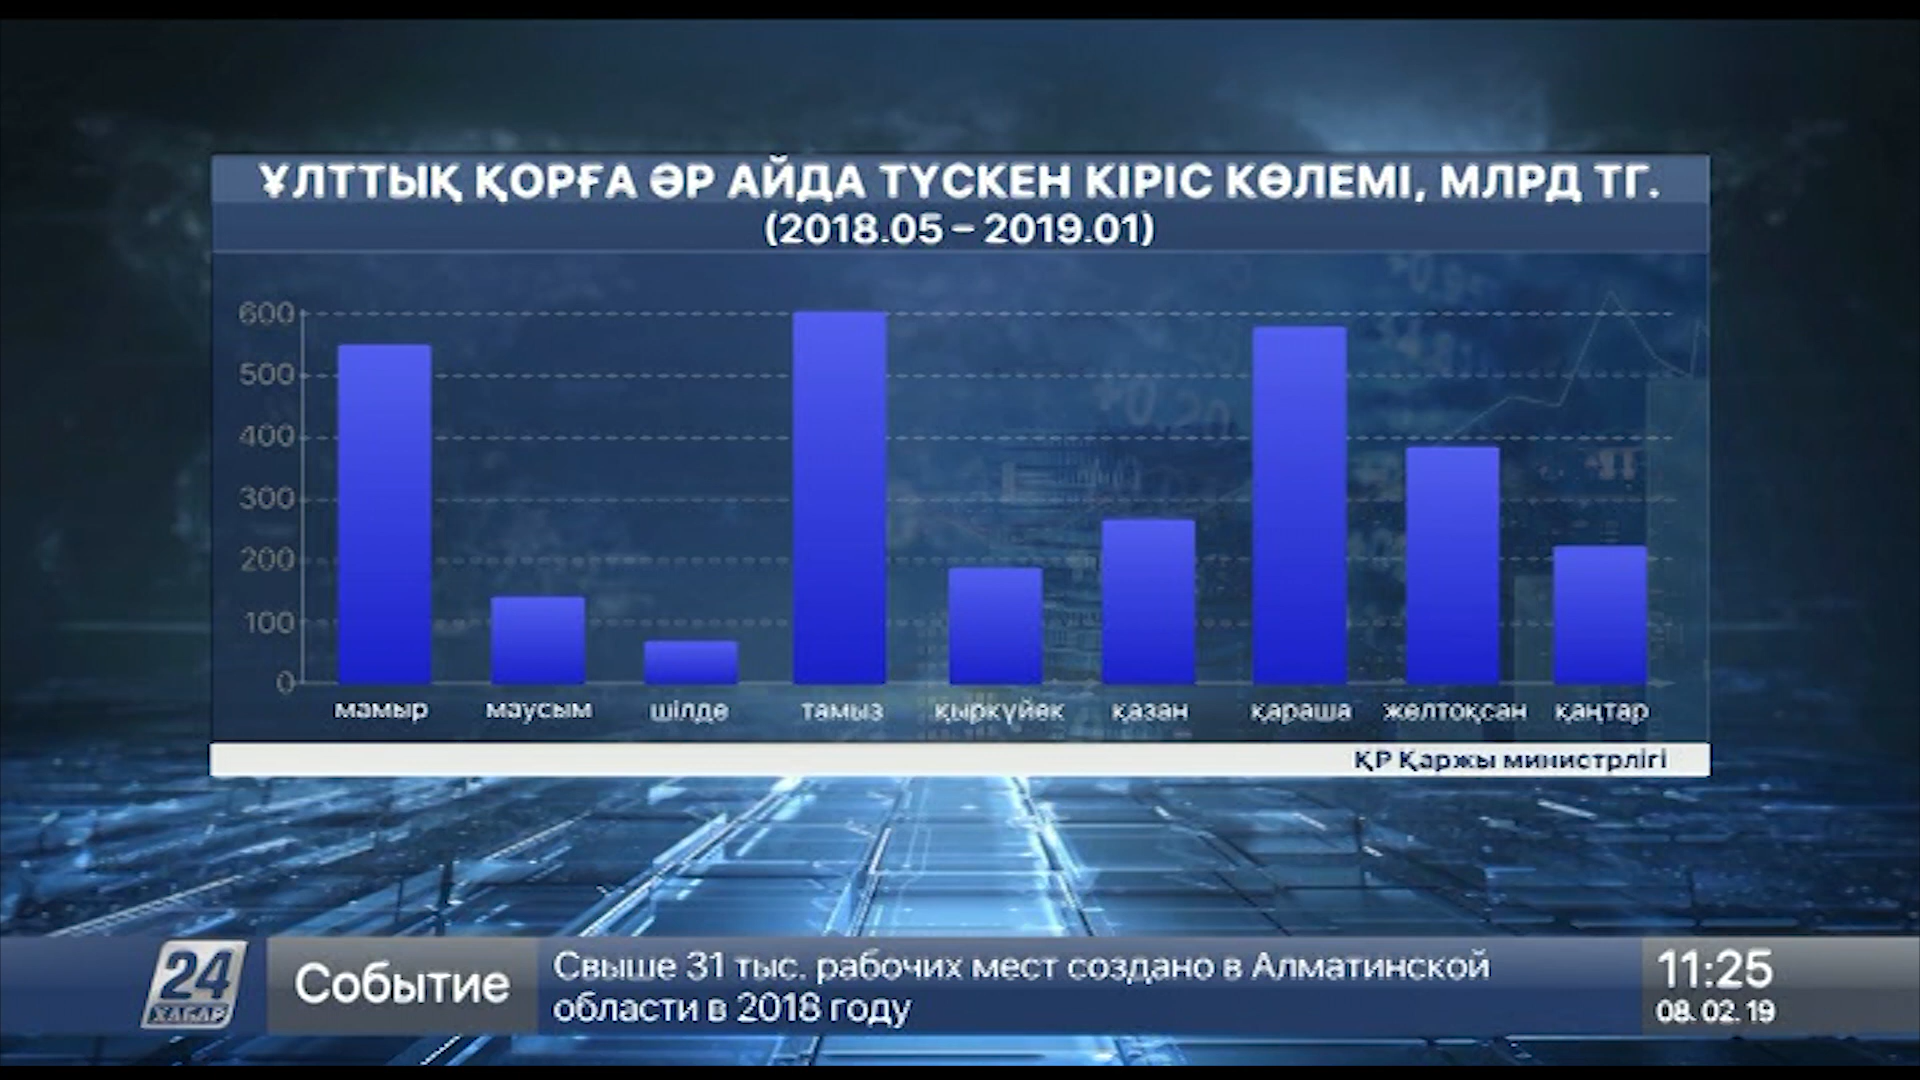 ҰЛТТЫҚ ҚОРҒА ӘР АЙДА ТҮСКЕН КІРІС КӨЛЕМІ, МЛРД ТГ.
(2018.05 – 2019.01)
600
500
400
300
200
100
0
мамыр маусым шілде тамыз қыркүйек қазан қараша желтоқсан қаңтар
ҚР Қаржы министрлігі
24
ХАБАР
Событие
Свыше 31 тыс. рабочих мест создано в Алматинской
области в 2018 году
11:25
08. 02. 19